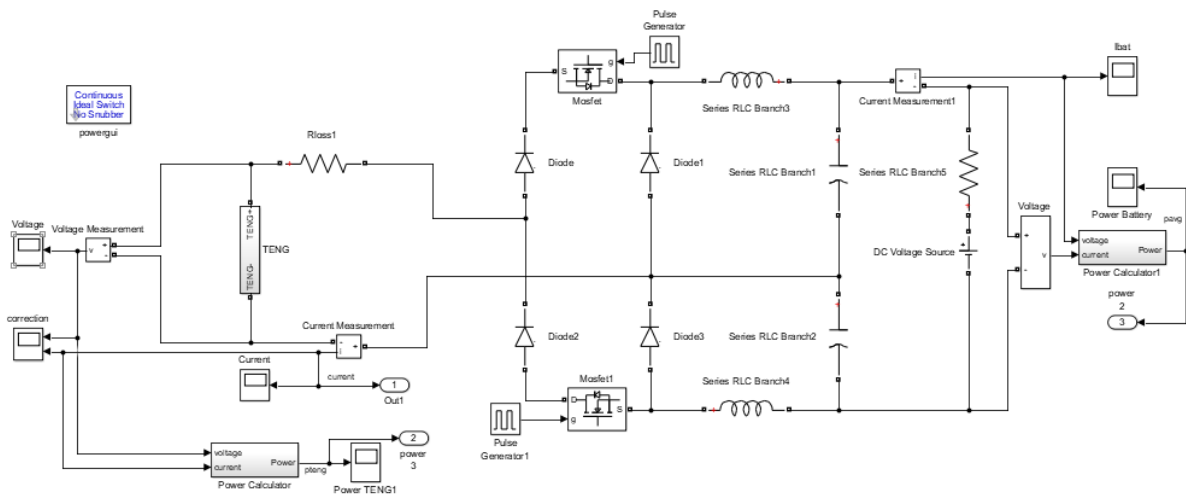 Pulse
Generator
g
S
D
Mosfet
Continuous
Ideal Switch
No Snubber
powergui
Series RLC Branch3
+
i
-
Current Measurement1
Ibat
Rloss1
Diode
Diode1
Series RLC Branch1
Series RLC Branch5
Voltage
Voltage Measurement
v
+
-
TENG+
TENG-
TENG
DC Voltage Source
+
-
v
Power Battery
pavg
voltage
current
Power
Power Calculator1
power
2
3
correction
Current Measurement
-
i
+
Current
current
1
Out1
Diode2
Diode3
Series RLC Branch2
Mosfet1
D
S
g
Series RLC Branch4
Pulse
Generator1
voltage
current
Power
Power Calculator
pteng
2
power
3
Power TENG1
Voltage